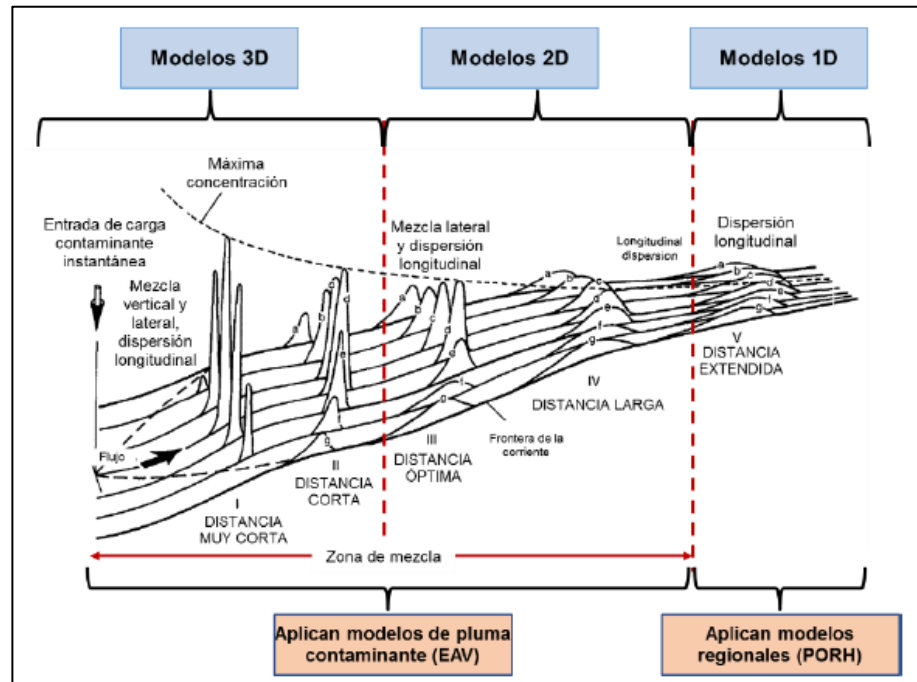 Modelos 3D
Modelos 2D
Modelos 1D
Máxima
concentración
Entrada de carga
contaminante
instantánea
Mezcla
vertical y
lateral,
dispersión
longitudinal
Mezcla lateral
y dispersión
longitudinal
Longitudinal
dispersion
Dispersión
longitudinal
a
b
c
d
a
b
c
d
a
b
c
d
e
f
g
e
f
g
a
b
c
d
e
f
g
a
b
c
d
f
g
Flujo
I
DISTANCIA
MUY CORTA
II
DISTANCIA
CORTA
III
DISTANCIA
ÓPTIMA
Frontera de la
corriente
IV
DISTANCIA LARGA
V
DISTANCIA
EXTENDIDA
Zona de mezcla
Aplican modelos de pluma
contaminante (EAV)
Aplican modelos
regionales (PORH)